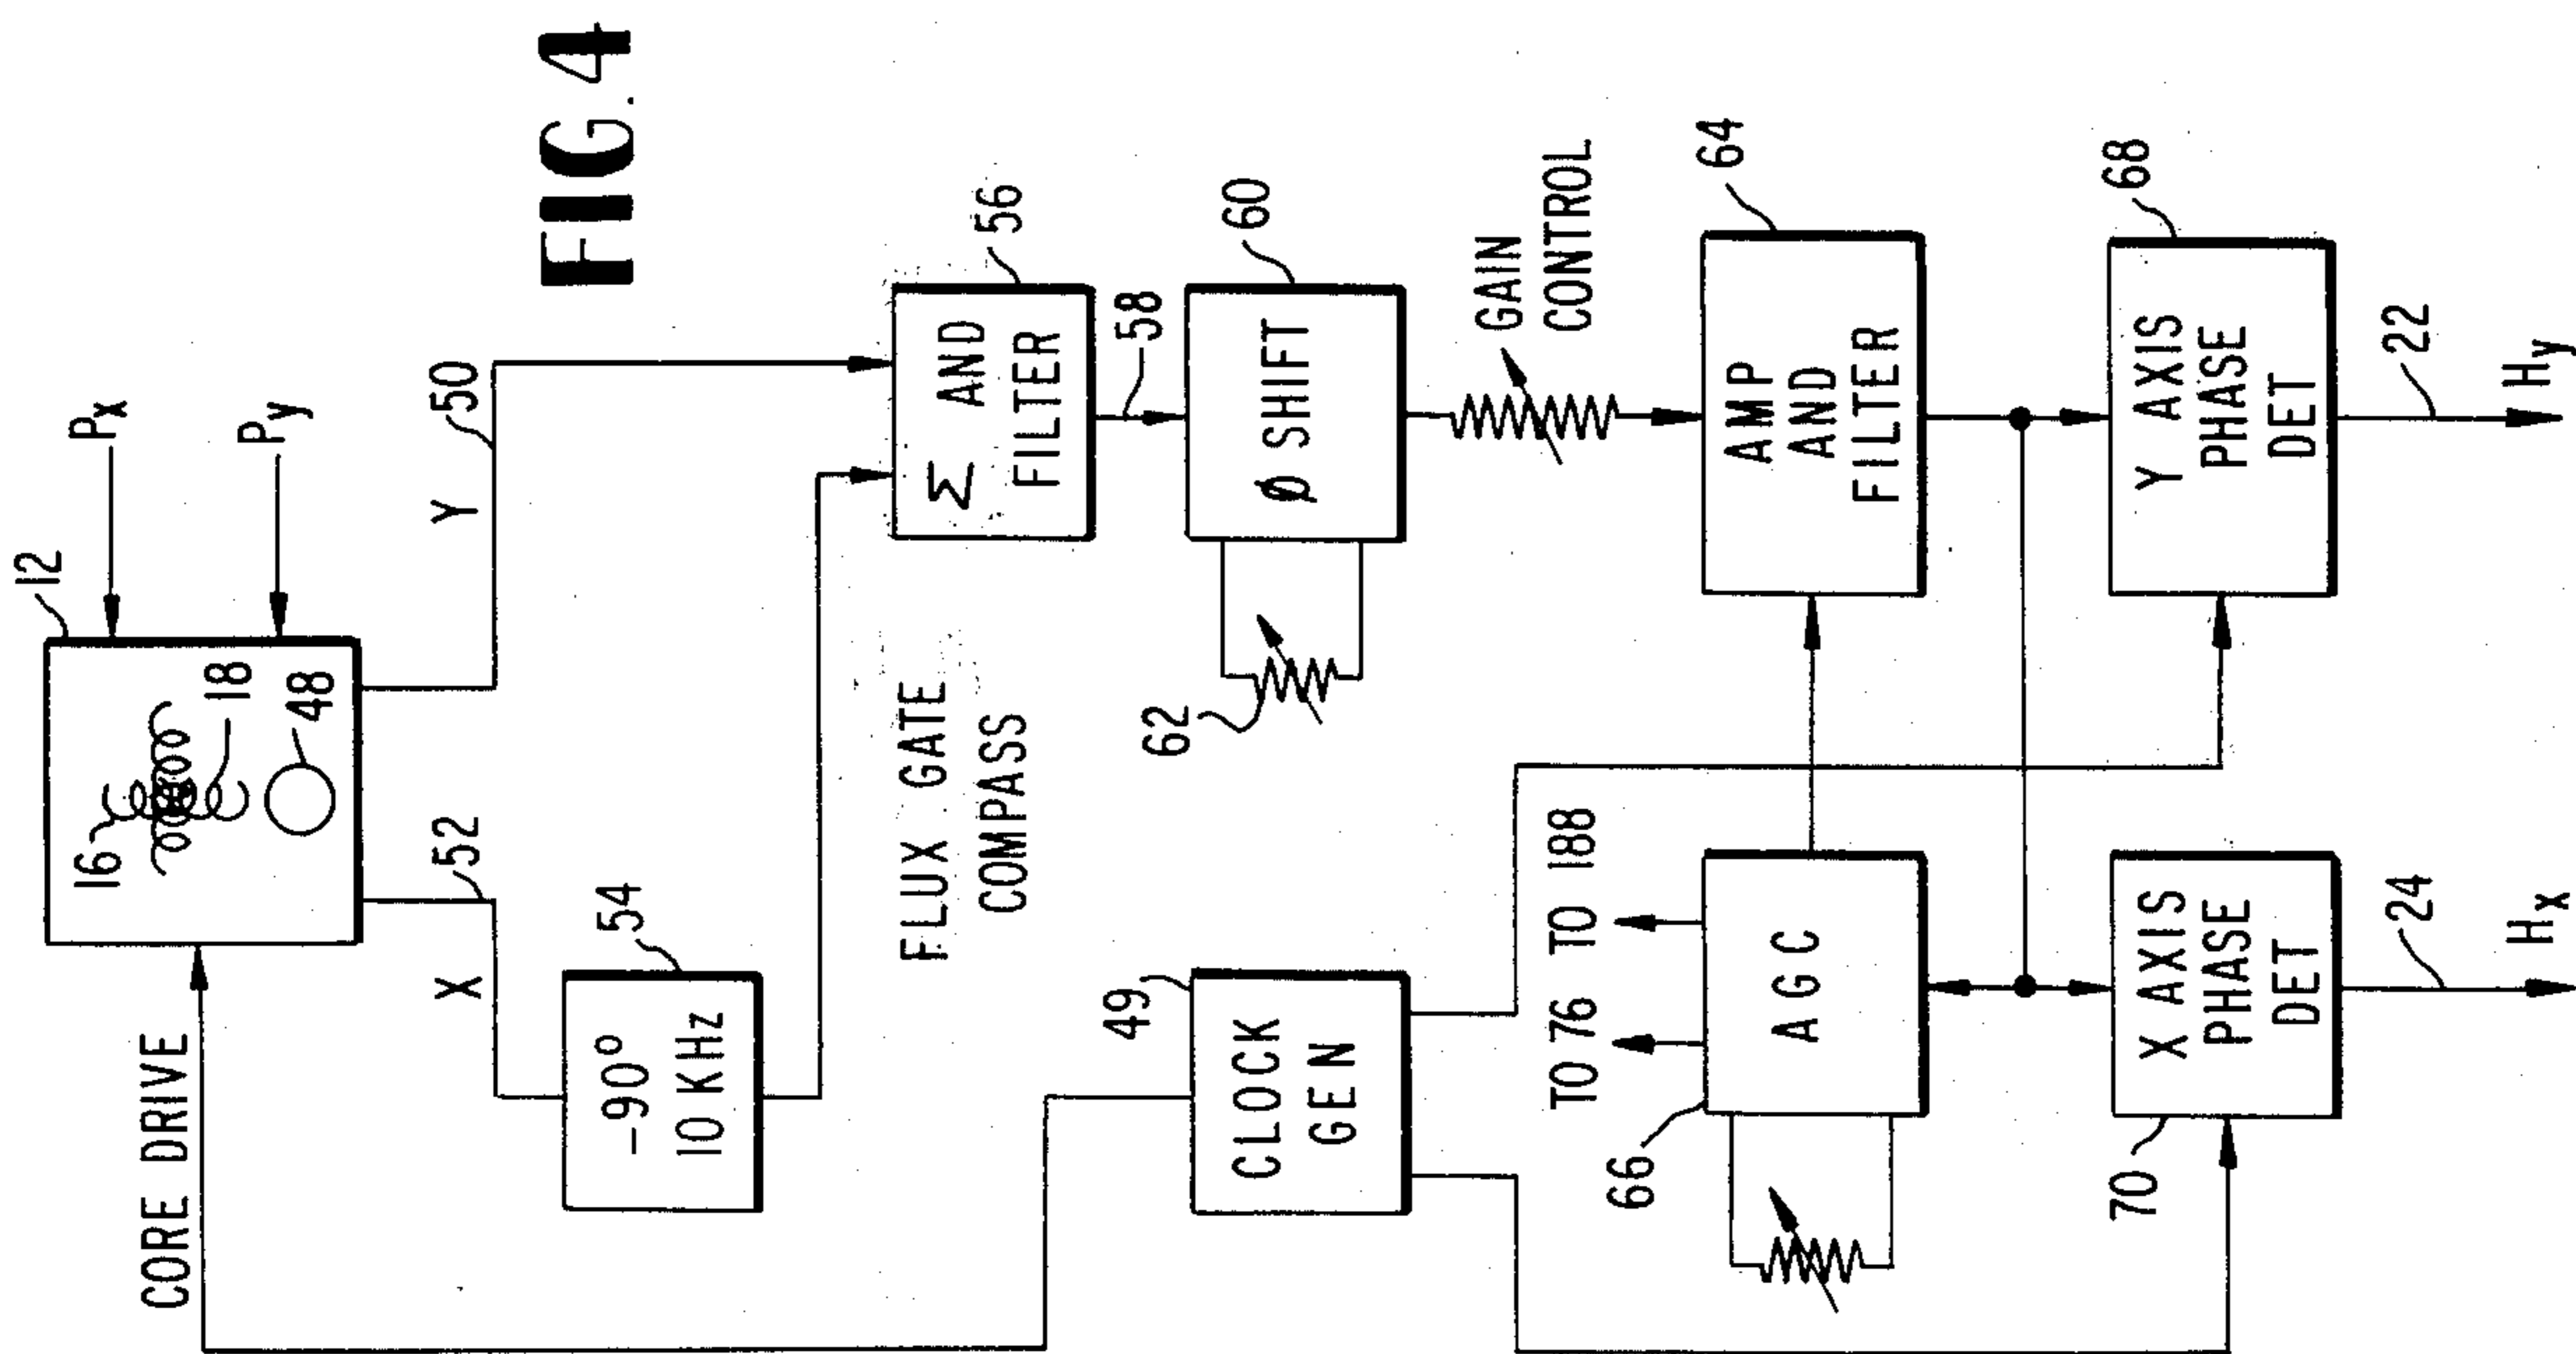 FIG. 4
12
Px
Py
16
18
48
52
X
Y
50
CORE DRIVE
54
-90°
10 KHz
Σ AND
FILTER
56
58
FLUX GATE
COMPASS
60
Ø SHIFT
62
GAIN
CONTROL
49
CLOCK
GEN
TO 76
TO 188
64
AMP
AND
FILTER
66
AGC
68
Y AXIS
PHASE
DET
70
X AXIS
PHASE
DET
22
Hy
24
Hx